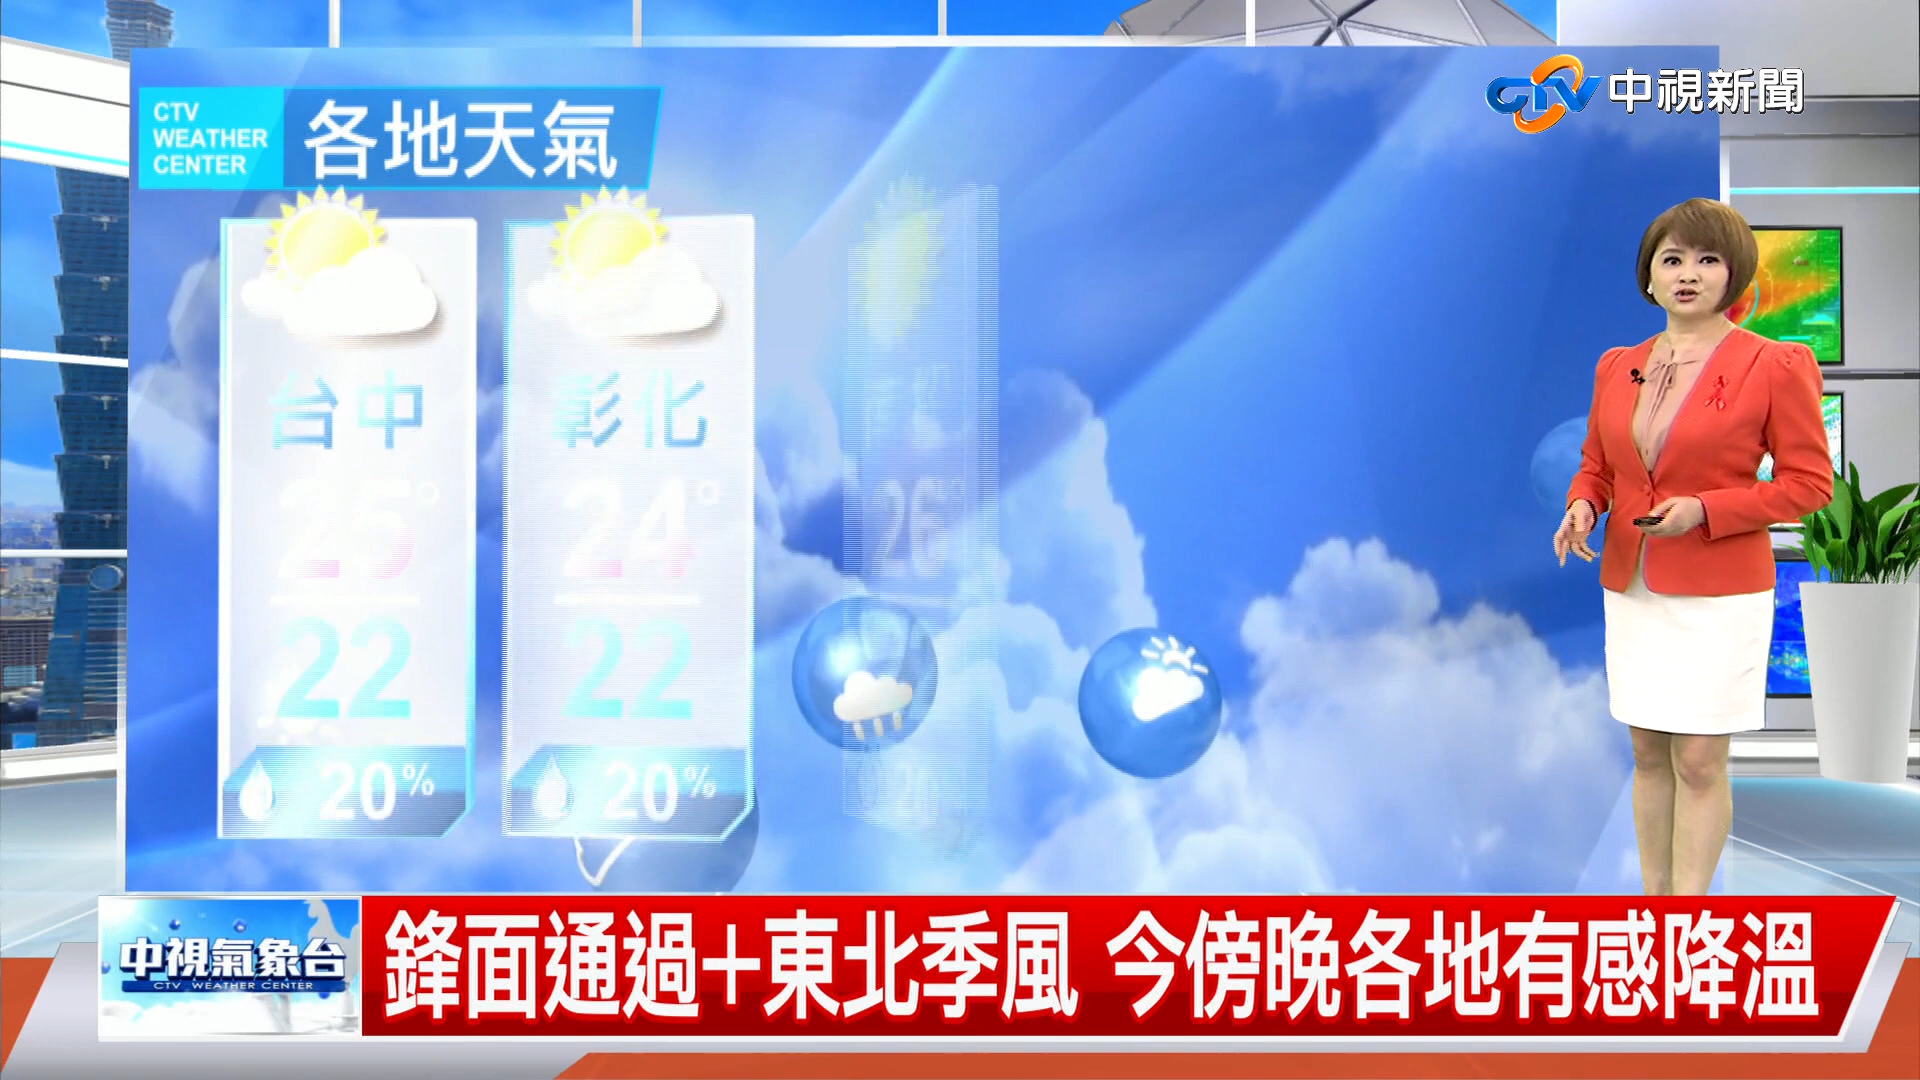 CTV
WEATHER
CENTER
各地天氣
CTV 中視新聞
台中
25°
22
20%
彰化
24°
22
20%
26
20
中視氣象台
CTV WEATHER CENTER
鋒面通過+東北季風 今傍晚各地有感降溫